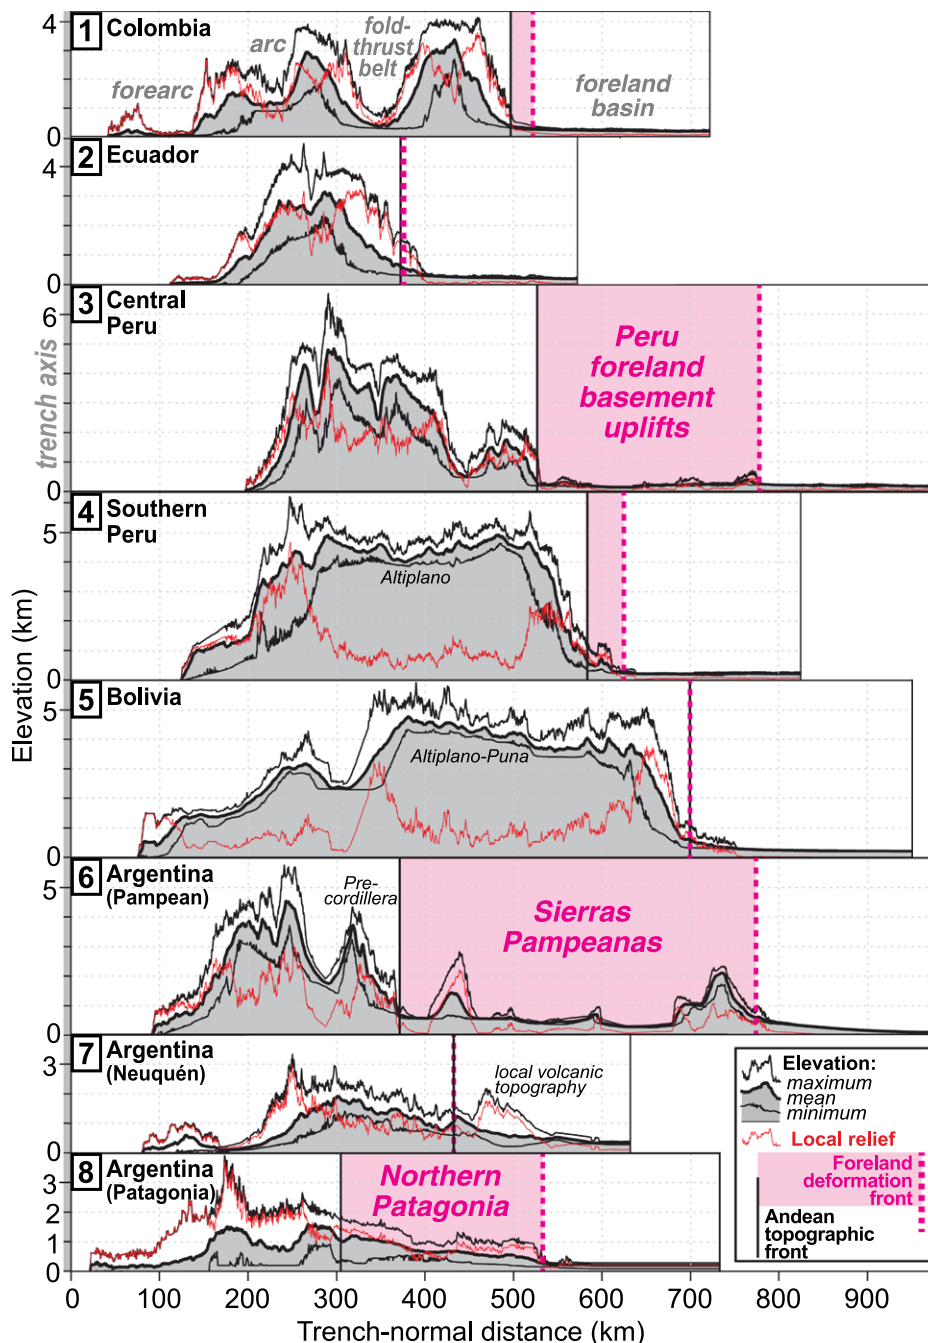 4
2
0
1 Colombia
forearc
arc
fold-
thrust
belt
foreland
basin
4
2
0
2 Ecuador
6
4
2
0
3 Central
Peru
Peru
foreland
basement
uplifts
trench axis
5
0
4 Southern
Peru
Altiplano
5
0
5 Bolivia
Altiplano-Puna
Elevation (km)
5
0
6 Argentina
(Pampean)
Pre-
cordillera
Sierras
Pampeanas
3
0
7 Argentina
(Neuquén)
local volcanic
topography
3
2
1
0
8 Argentina
(Patagonia)
Northern
Patagonia
Elevation:
maximum
mean
minimum
Local relief
Foreland
deformation
front
Andean
topographic
front
0 100 200 300 400 500 600 700 800 900
Trench-normal distance (km)